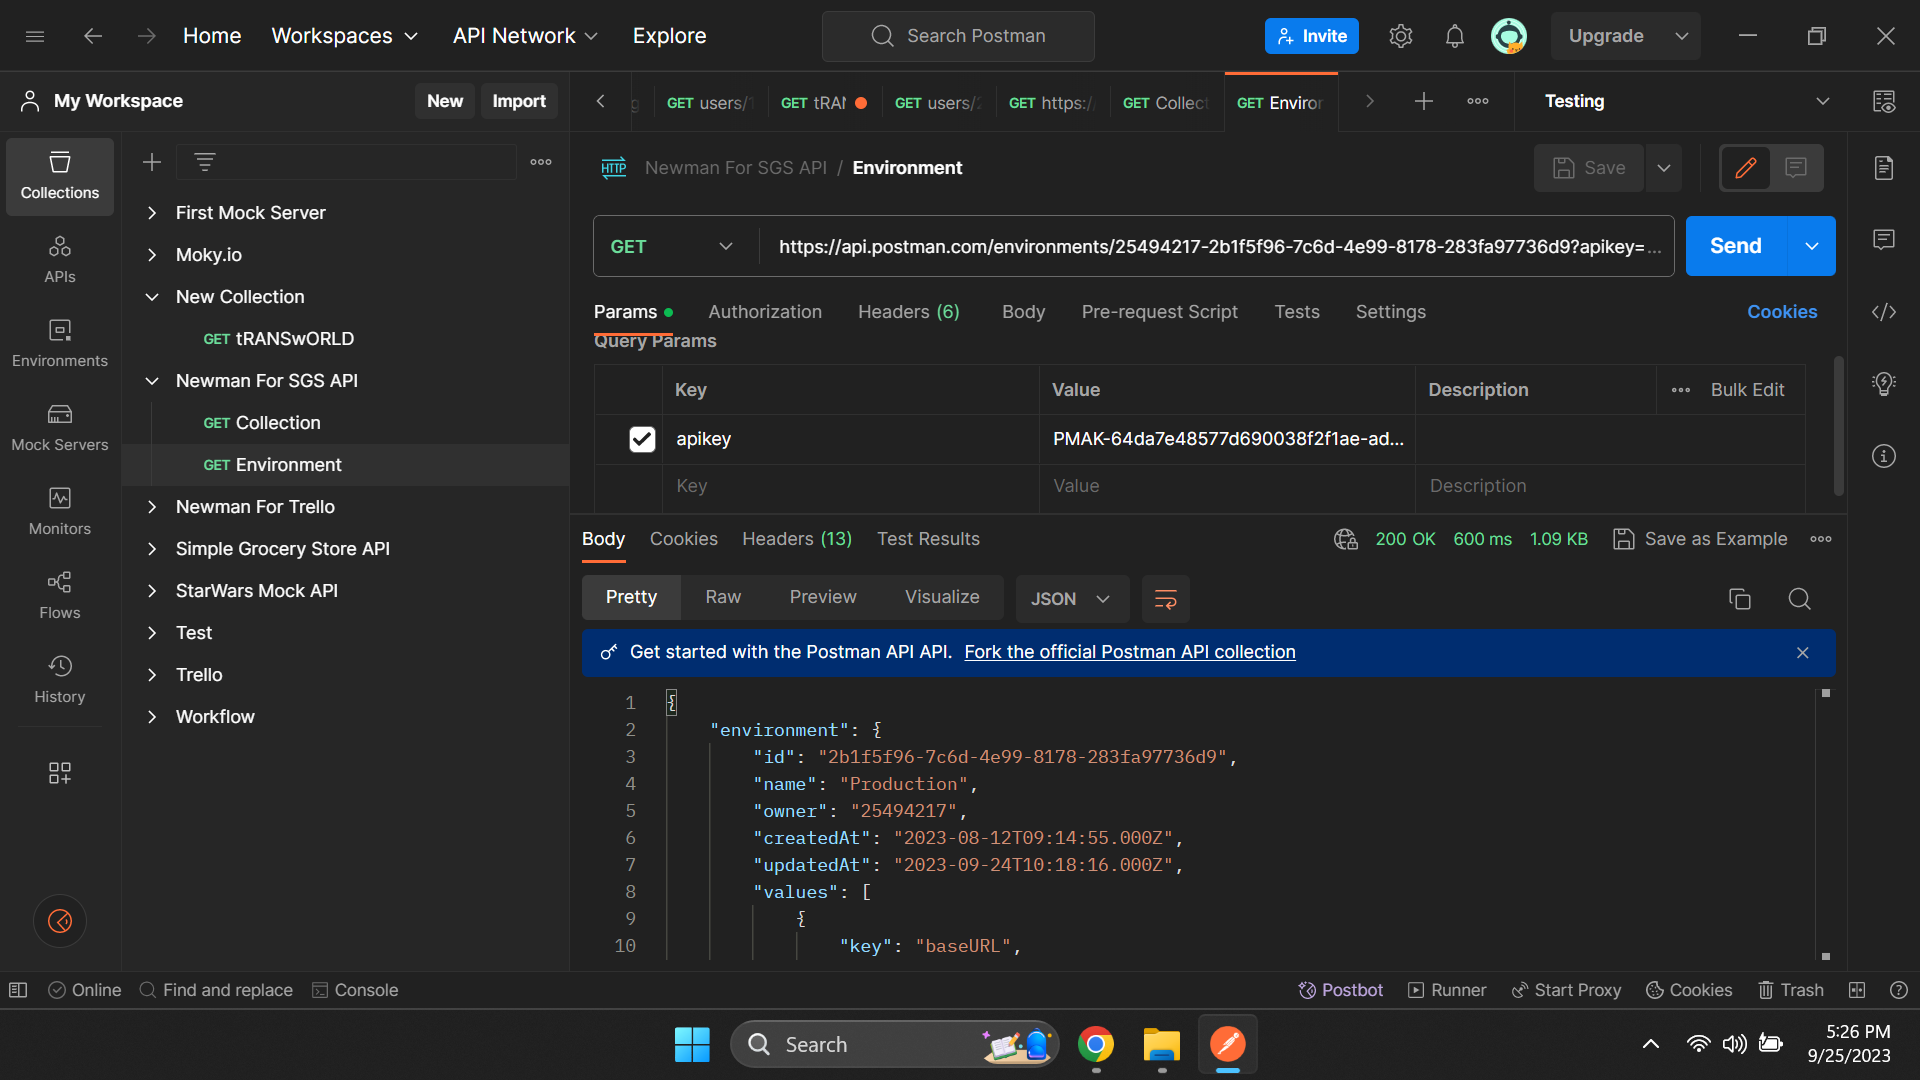 Home
Workspaces
API Network
Explore
Search Postman
Invite
Upgrade
My Workspace
New
Import
GET users/1
GET tRAN
GET users/2
GET https:/
GET Collect
GET Environ
Testing
Collections
APIs
Environments
Mock Servers
Monitors
Flows
History
First Mock Server
Moky.io
New Collection
GET tRANSwORLD
Newman For SGS API
GET Collection
GET Environment
Newman For Trello
Simple Grocery Store API
StarWars Mock API
Test
Trello
Workflow
HTTP
Newman For SGS API / Environment
Save
GET
https://api.postman.com/environments/25494217-2b1f5f96-7c6d-4e99-8178-283fa97736d9?apikey= ...
Send
Params
Authorization
Headers (6)
Body
Pre-request Script
Tests
Settings
Cookies
Query Params
Key
Value
Description
Bulk Edit
apikey
PMAK-64da7e48577d690038f2f1ae-ad...
Key
Value
Description
Body
Cookies
Headers (13)
Test Results
200 OK
600 ms
1.09 KB
Save as Example
Pretty
Raw
Preview
Visualize
JSON
Get started with the Postman API API. Fork the official Postman API collection
1 {
2 "environment": {
3 "id": "2b1f5f96-7c6d-4e99-8178-283fa97736d9",
4 "name": "Production",
5 "owner": "25494217",
6 "createdAt": "2023-08-12T09:14:55.000Z",
7 "updatedAt": "2023-09-24T10:18:16.000Z",
8 "values": [
9 {
10 "key": "baseURL",
Online
Find and replace
Console
Postbot
Runner
Start Proxy
Cookies
Trash
Search
5:26 PM
9/25/2023